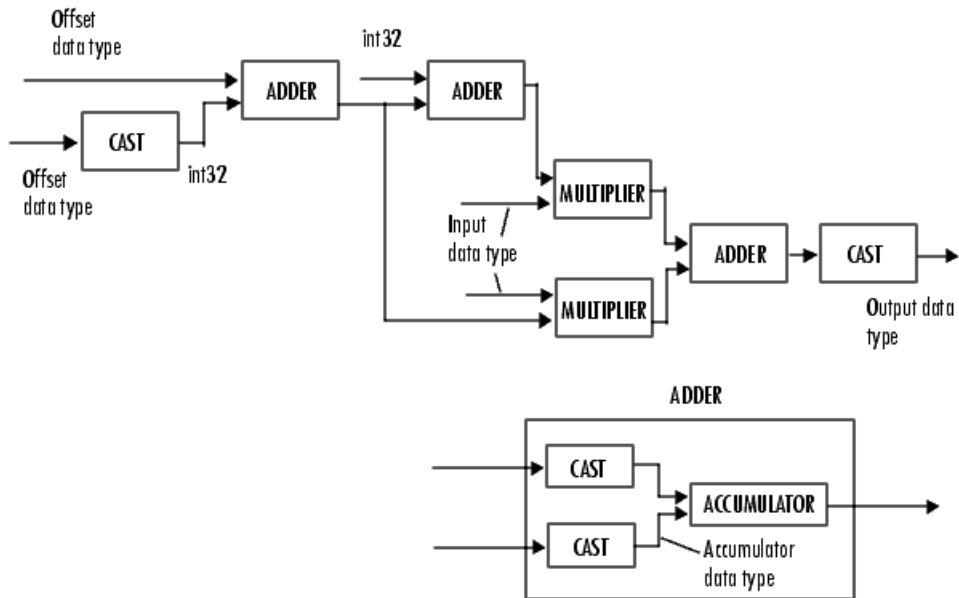 Offset
data type
int32
ADDER
ADDER
CAST
int32
Offset
data type
MULTIPLIER
Input
data type
ADDER
CAST
MULTIPLIER
Output data
type
ADDER
CAST
ACCUMULATOR
CAST
Accumulator
data type